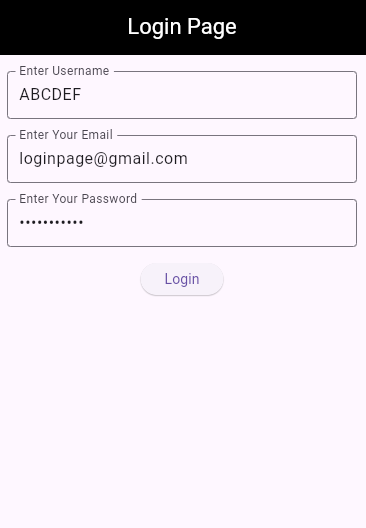 Login Page
Enter Username
ABCDEF
Enter Your Email
loginpage@gmail.com
Enter Your Password
•••••••••••
Login